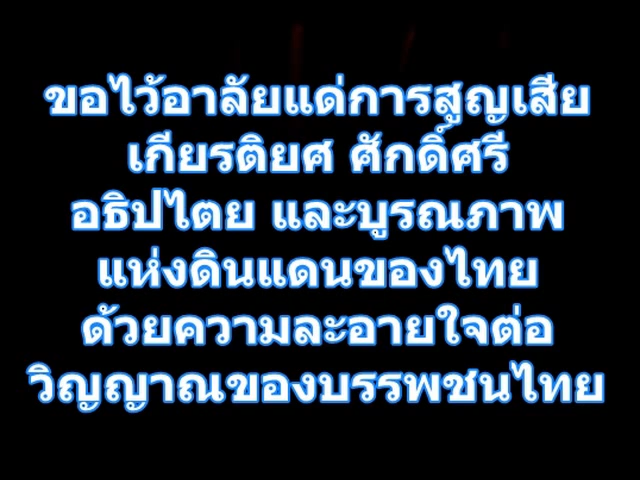 ขอไว้อาลัยแด่การสูญเสีย
เกียรติยศ ศักดิ์ศรี
อธิปไตย และบูรณภาพ
แห่งดินแดนของไทย
ด้วยความละอายใจต่อ
วิญญาณของบรรพชนไทย